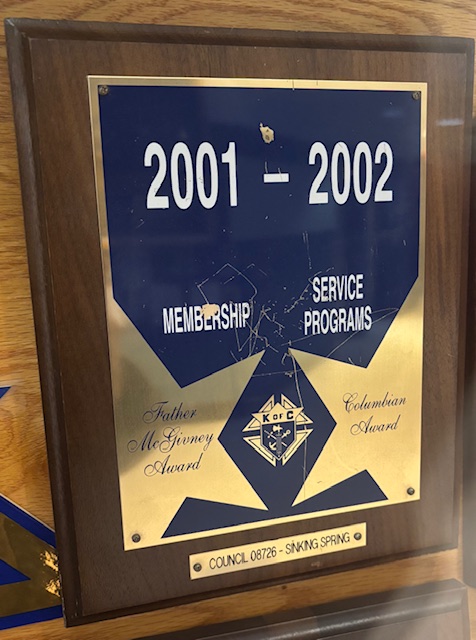 2001 – 2002
MEMBERSHIP
SERVICE
PROGRAMS
Father
McGivney
Award
Columbian
Award
K OF C
COUNCIL 08726 - SINKING SPRING